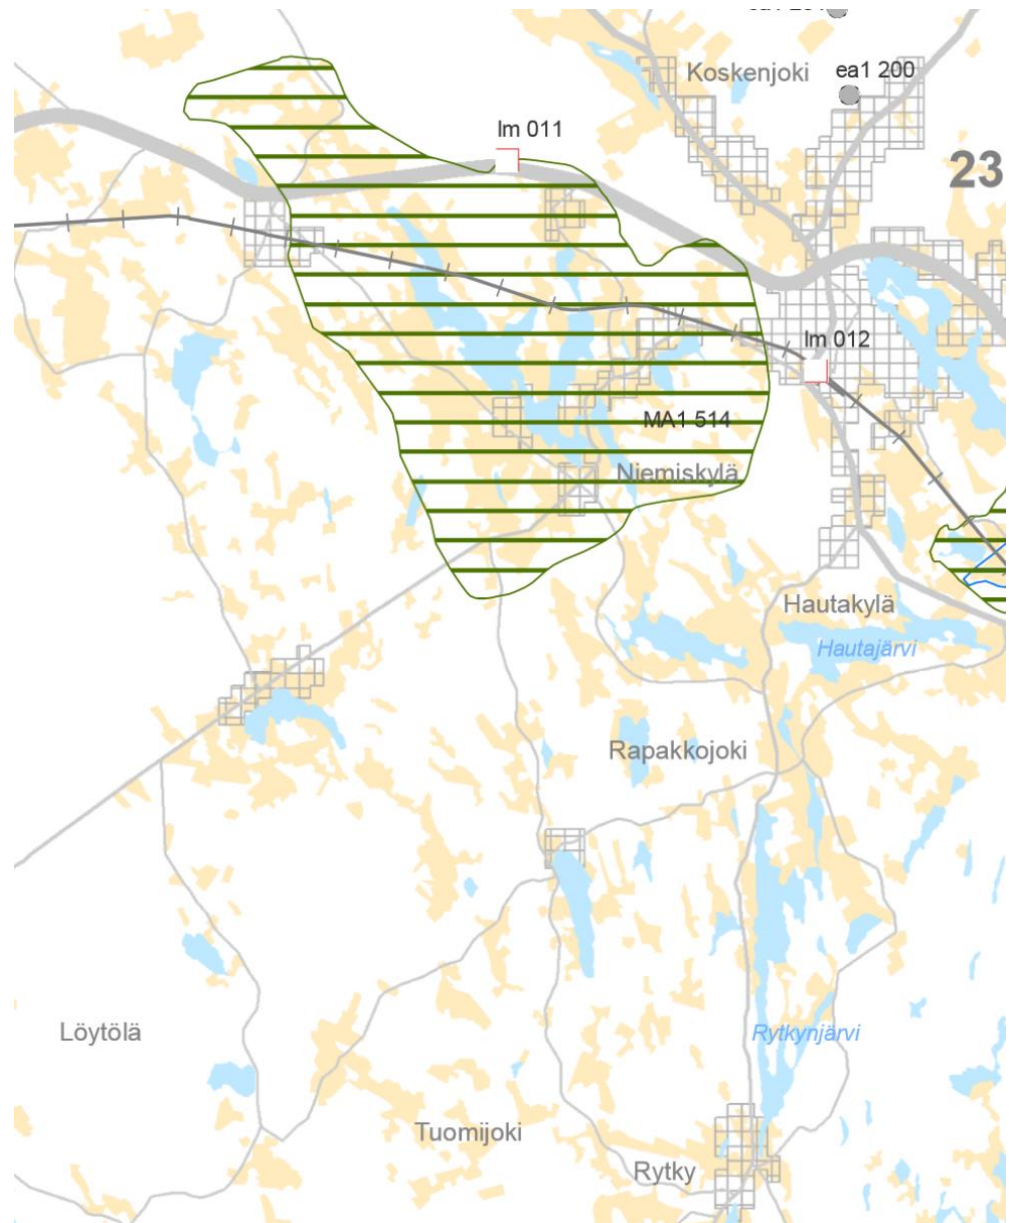 Koskenjoki
ea1 200
lm 011
23
lm 012
MA1 514
Niemiskylä
Hautakylä
Hautajärvi
Rapakkojoki
Löytölä
Rytkynjärvi
Tuomijoki
Rytky